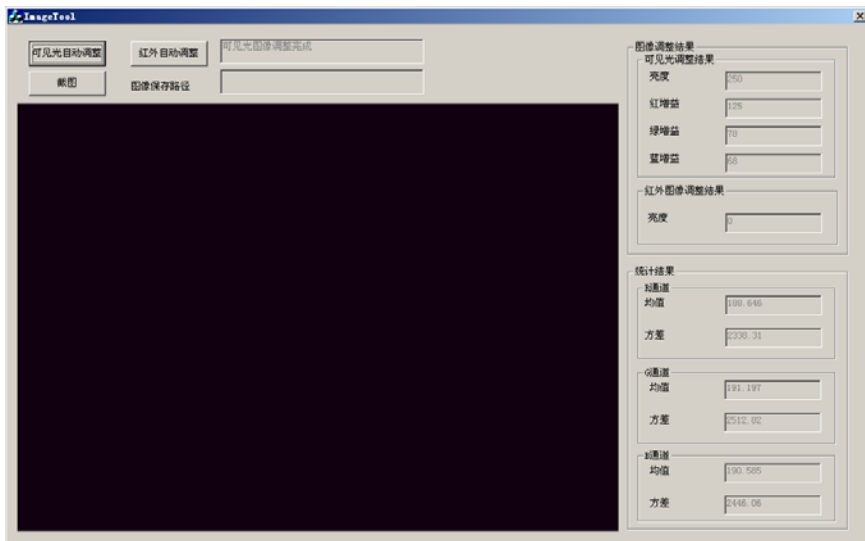 ImageTool
可见光自动调整
红外自动调整
可见光图像调整完成
截图
图像保存路径
图像调整结果
可见光调整结果
亮度
250
红增益
125
绿增益
78
蓝增益
68
红外图像调整结果
亮度
0
统计结果
R通道
均值
方差
2338.31
G通道
均值
191.197
方差
2512.02
B通道
均值
190.585
方差
2446.06